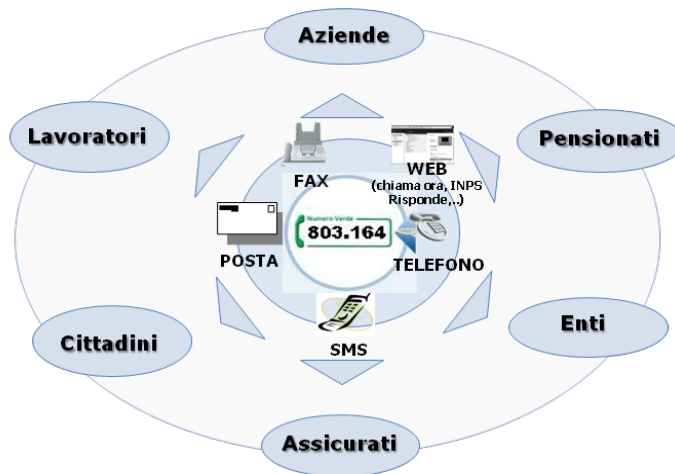 Aziende
Lavoratori
Pensionati
FAX
WEB
(chiama ora, INPS
Risponde,..)
Numero Verde
803.164
POSTA
TELEFONO
SMS
Cittadini
Enti
Assicurati